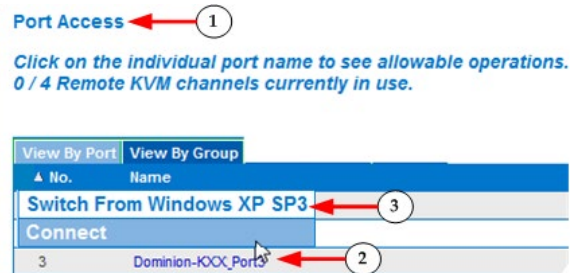 Port Access 1
Click on the individual port name to see allowable operations.
0 / 4 Remote KVM channels currently in use.
View By Port View By Group
▲ No. Name
Switch From Windows XP SP3 3
Connect
3 Dominion-KXX_Port3 2